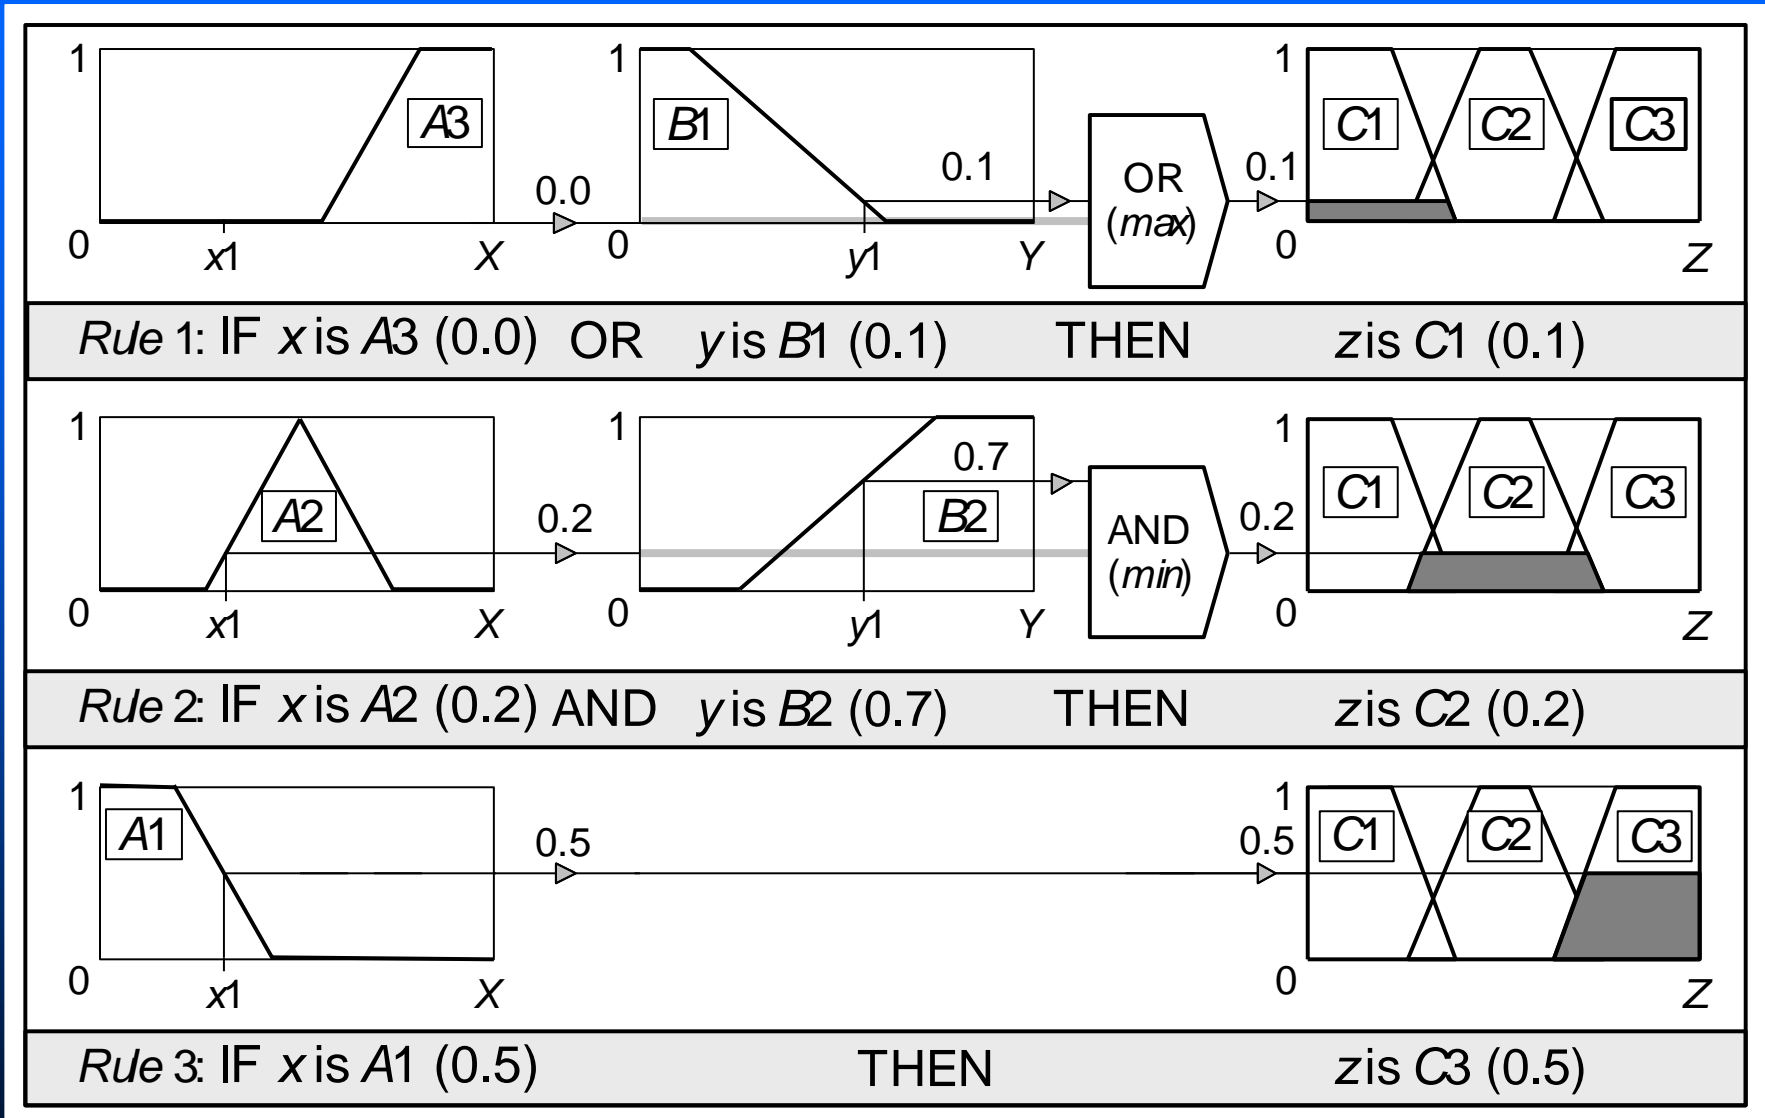 1
A3
0.0
0
x1
X
1
B1
0.1
0
y1
Y
OR
(max)
0.1
1
C1
C2
C3
0
Z
Rule 1: IF x is A3 (0.0) OR y is B1 (0.1) THEN z is C1 (0.1)
1
A2
0.2
0
x1
X
1
0.7
B2
0
y1
Y
AND
(min)
0.2
1
C1
C2
C3
0
Z
Rule 2: IF x is A2 (0.2) AND y is B2 (0.7) THEN z is C2 (0.2)
1
A1
0.5
0
x1
X
0.5
1
C1
C2
C3
0
Z
Rule 3: IF x is A1 (0.5) THEN z is C3 (0.5)